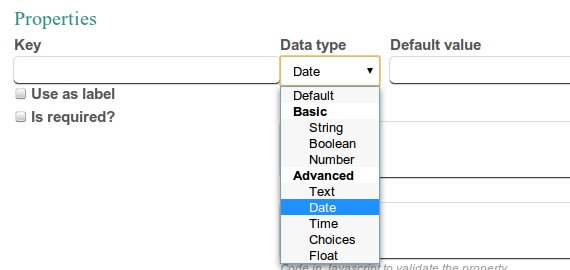 Properties
Key Data type Default value
Date
Use as label
Is required?
Default
Basic
String
Boolean
Number
Advanced
Text
Date
Time
Choices
Float
Code in Javascript to validate the property